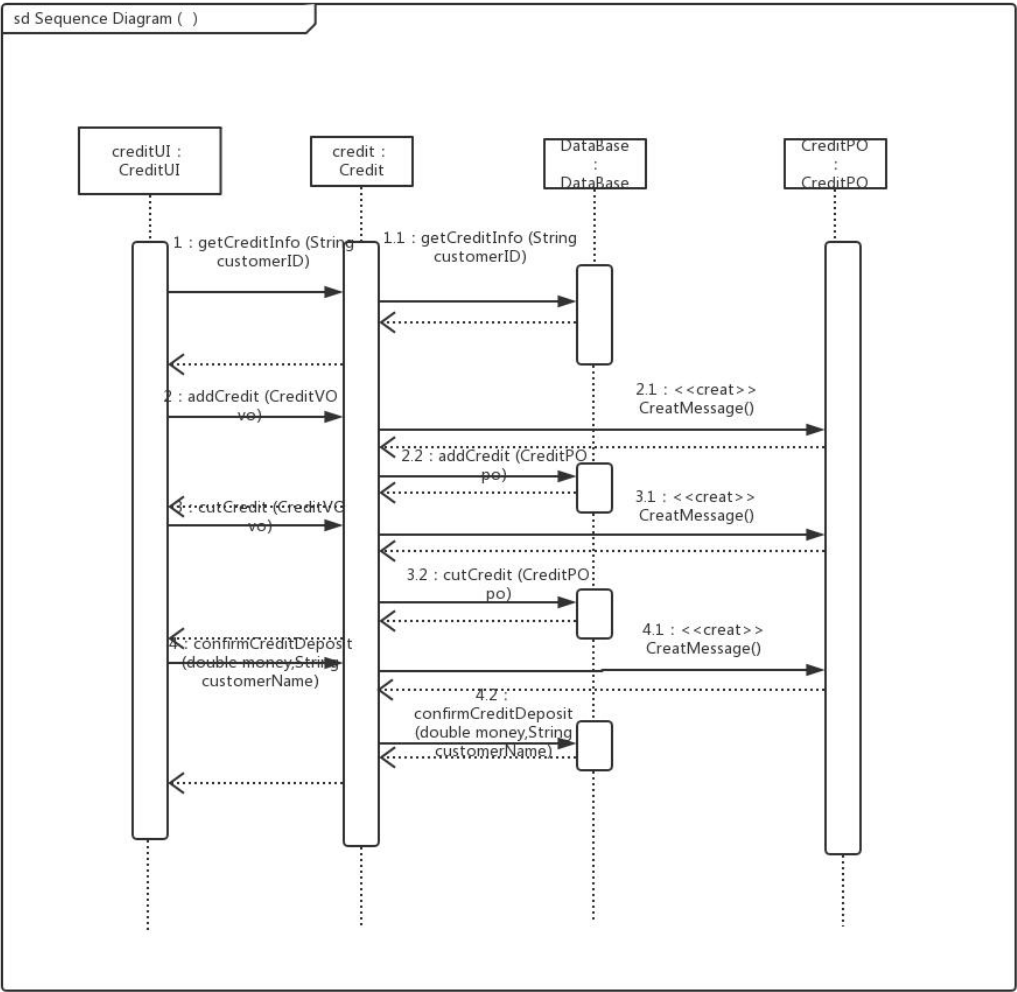 sd Sequence Diagram ( )
creditUI :
CreditUI
credit :
Credit
DataBase
:
DataBase
CreditPO
:
CreditPO
1 : getCreditInfo (String
customerID)
1.1 : getCreditInfo (String
customerID)
2 : addCredit (CreditVO
vo)
2.1 : <<creat>>
CreatMessage()
2.2 : addCredit (CreditPO
po)
3 : cutCredit (CreditVO
vo)
3.1 : <<creat>>
CreatMessage()
3.2 : cutCredit (CreditPO
po)
4 : confirmCreditDeposit
(double money,String
customerName)
4.1 : <<creat>>
CreatMessage()
4.2 :
confirmCreditDeposit
(double money,String
customerName)